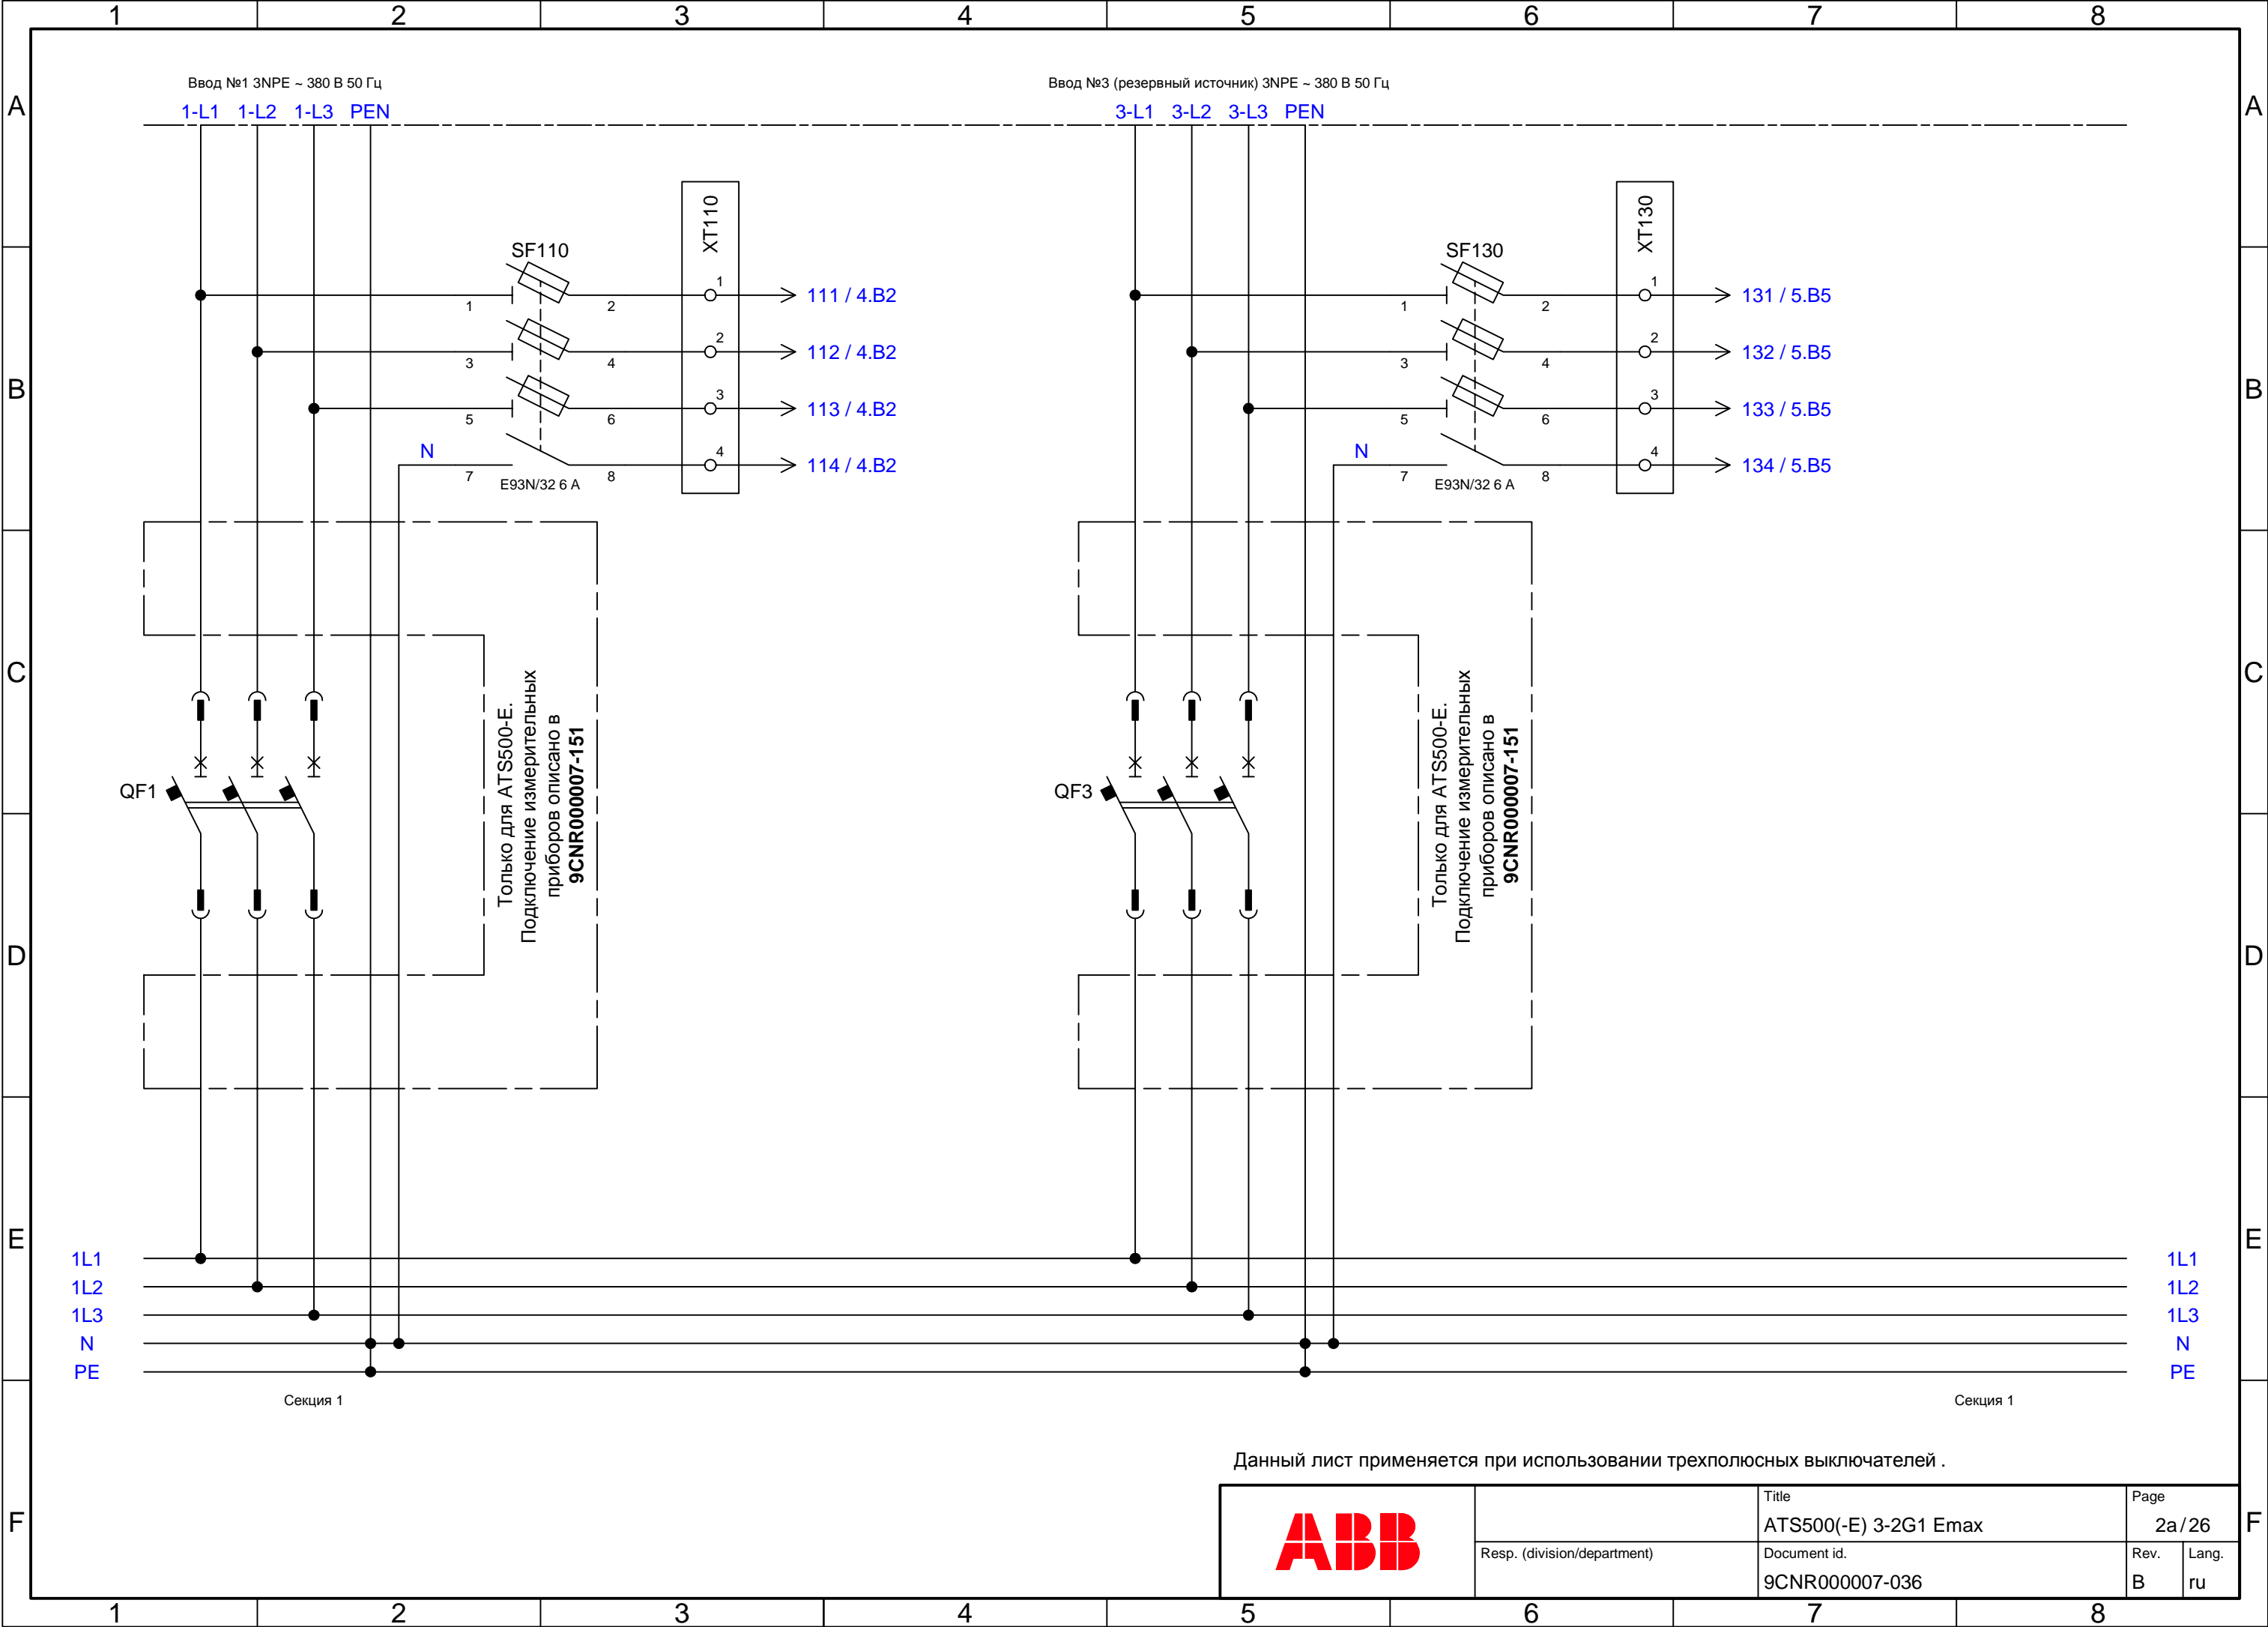 1 2 3 4 5 6 7 8
Ввод №1 3NPE ~ 380 В 50 Гц
Ввод №3 (резервный источник) 3NPE ~ 380 В 50 Гц
A
1-L1 1-L2 1-L3 PEN
3-L1 3-L2 3-L3 PEN
A
XT110
XT130
SF110
SF130
1 2 1 111 / 4.B2
1 2 1 131 / 5.B5
3 4 2 112 / 4.B2
3 4 2 132 / 5.B5
B
B
5 6 3 113 / 4.B2
5 6 3 133 / 5.B5
N 7 8 4 114 / 4.B2
N 7 8 4 134 / 5.B5
E93N/32 6 A
E93N/32 6 A
C
C
Только для ATS500-E.
Подключение измерительных
приборов описано в
9CNR000007-151
Только для ATS500-E.
Подключение измерительных
приборов описано в
9CNR000007-151
QF1
QF3
D
D
E
E
1L1
1L1
1L2
1L2
1L3
1L3
N
N
PE
PE
Секция 1
Секция 1
Данный лист применяется при использовании трехполюсных выключателей .
F
F
ABB
Title
ATS500(-E) 3-2G1 Emax
Page
2a/26
Resp. (division/department)
Document id.
9CNR000007-036
Rev.
B
Lang.
ru
1 2 3 4 5 6 7 8